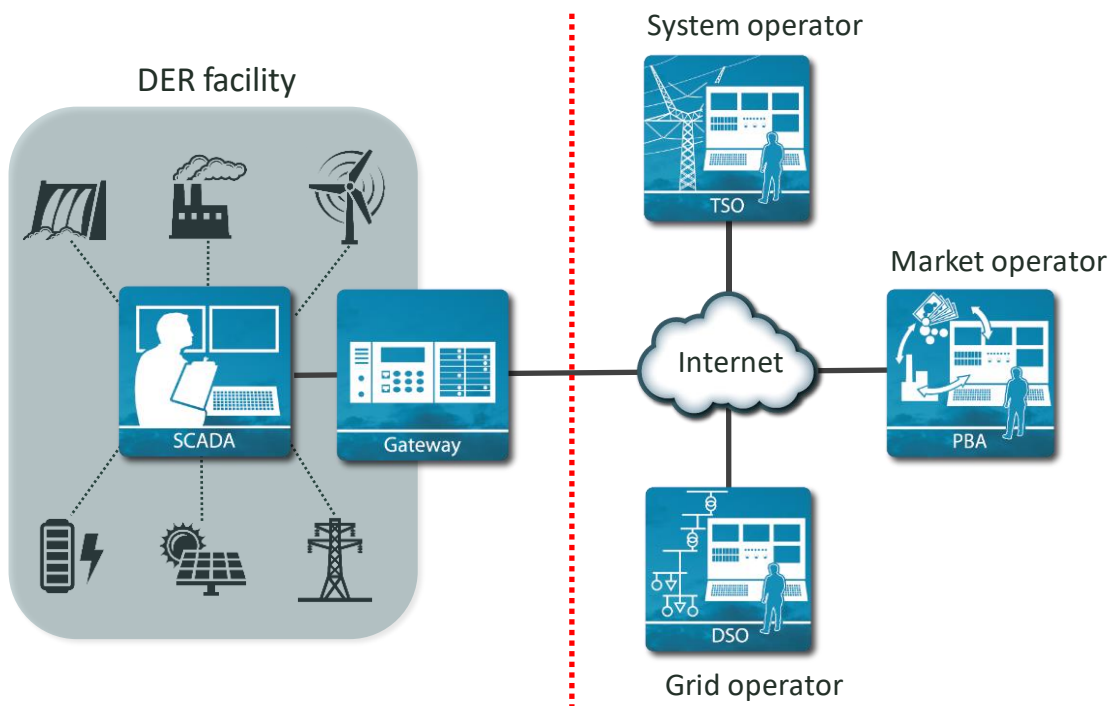 System operator
DER facility
TSO
Market operator
Internet
SCADA
Gateway
PBA
DSO
Grid operator